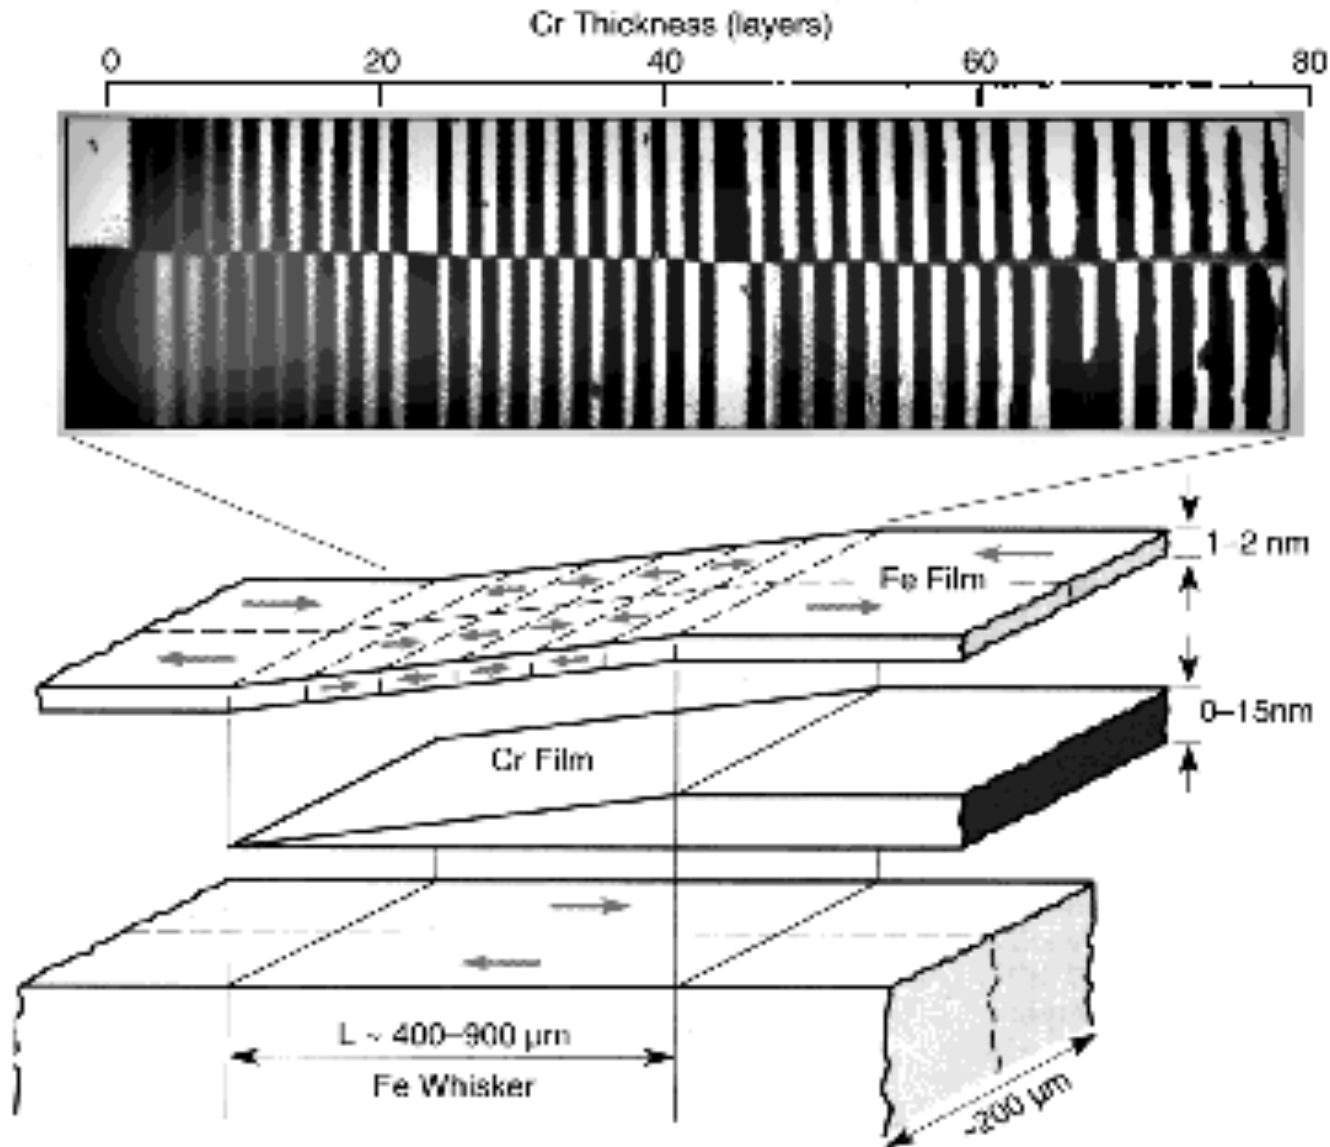 Cr Thickness (layers)
0 20 40 60 80
1–2 nm
Fe Film
0–15nm
Cr Film
L ~ 400–900 µm
Fe Whisker
~200 µm